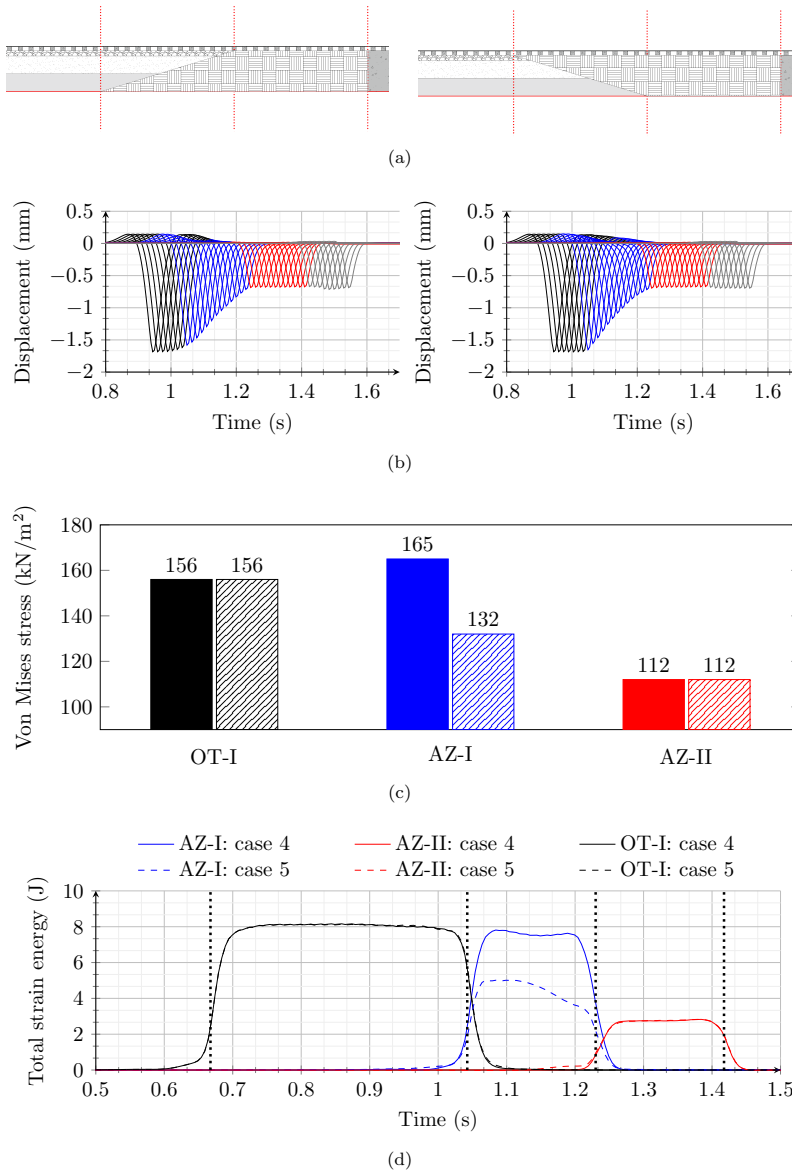 (a)
Displacement (mm)
0.5
0
−0.5
−1
−1.5
−2
0.8 1 1.2 1.4 1.6
Time (s)
Displacement (mm)
0.5
0
−0.5
−1
−1.5
−2
0.8 1 1.2 1.4 1.6
Time (s)
(b)
Von Mises stress (kN/m²)
180
160
140
120
100
156 156
165
132
112 112
OT-I AZ-I AZ-II
(c)
AZ-I: case 4 AZ-II: case 4 OT-I: case 4
AZ-I: case 5 AZ-II: case 5 OT-I: case 5
Total strain energy (J)
10
8
6
4
2
0
0.5 0.6 0.7 0.8 0.9 1 1.1 1.2 1.3 1.4 1.5
Time (s)
(d)